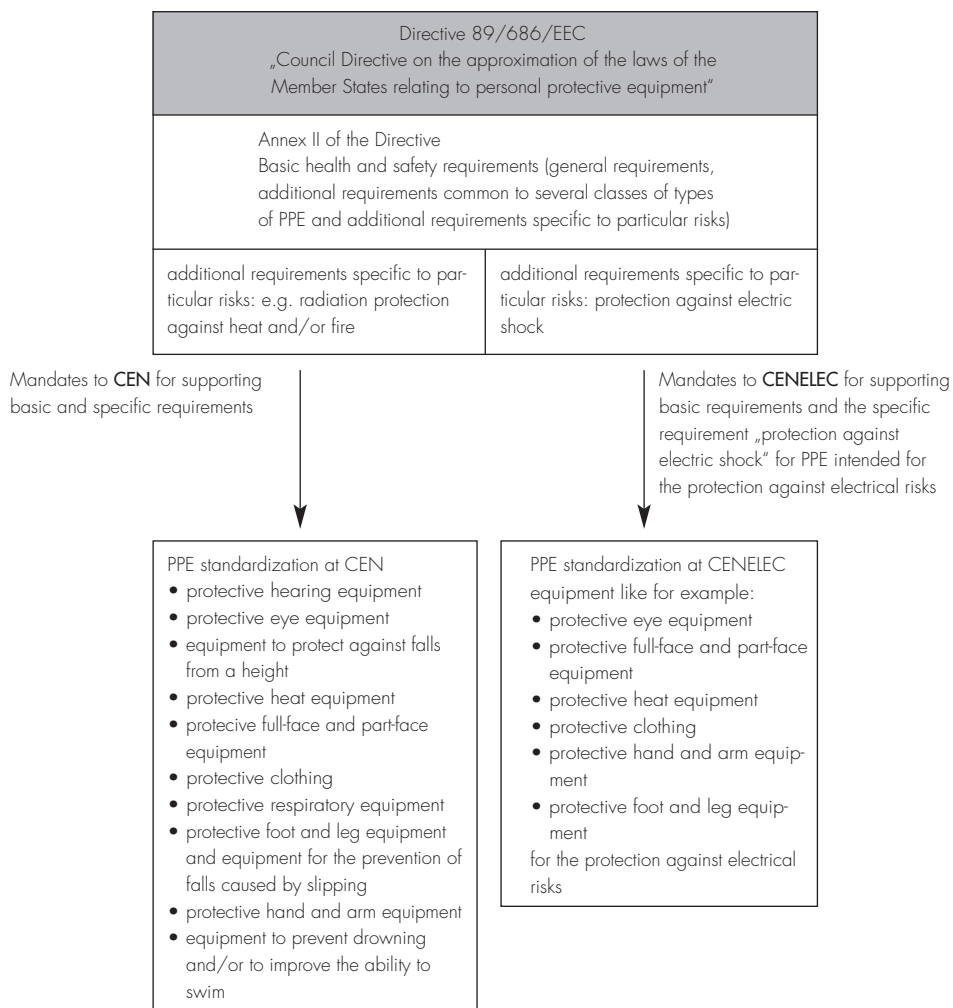 Directive 89/686/EEC
„Council Directive on the approximation of the laws of the
Member States relating to personal protective equipment“
Annex II of the Directive
Basic health and safety requirements (general requirements,
additional requirements common to several classes of types
of PPE and additional requirements specific to particular risks)
additional requirements specific to par-
ticular risks: e.g. radiation protection
against heat and/or fire
additional requirements specific to par-
ticular risks: protection against electric
shock
Mandates to CEN for supporting
basic and specific requirements
Mandates to CENELEC for supporting
basic requirements and the specific
requirement „protection against
electric shock“ for PPE intended for
the protection against electrical risks
PPE standardization at CEN
• protective hearing equipment
• protective eye equipment
• equipment to protect against falls
from a height
• protective heat equipment
• protecive full-face and part-face
equipment
• protective clothing
• protective respiratory equipment
• protective foot and leg equipment
and equipment for the prevention of
falls caused by slipping
• protective hand and arm equipment
• equipment to prevent drowning
and/or to improve the ability to
swim
PPE standardization at CENELEC
equipment like for example:
• protective eye equipment
• protective full-face and part-face
equipment
• protective heat equipment
• protective clothing
• protective hand and arm equip-
ment
• protective foot and leg equip-
ment
for the protection against electrical
risks